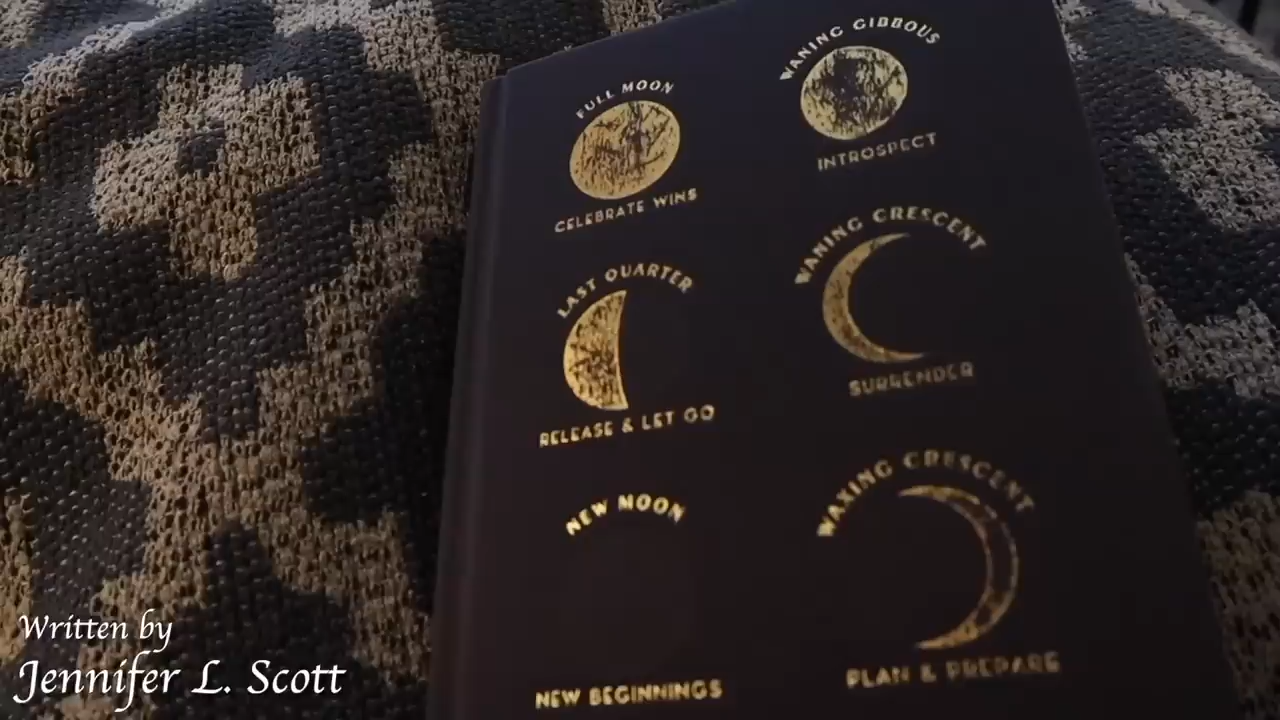 FULL MOON
CELEBRATE WINS
WANING GIBBOUS
INTROSPECT
LAST QUARTER
RELEASE & LET GO
WANING CRESCENT
SURRENDER
NEW MOON
NEW BEGINNINGS
WAXING CRESCENT
PLAN & PREPARE
Written by
Jennifer L. Scott